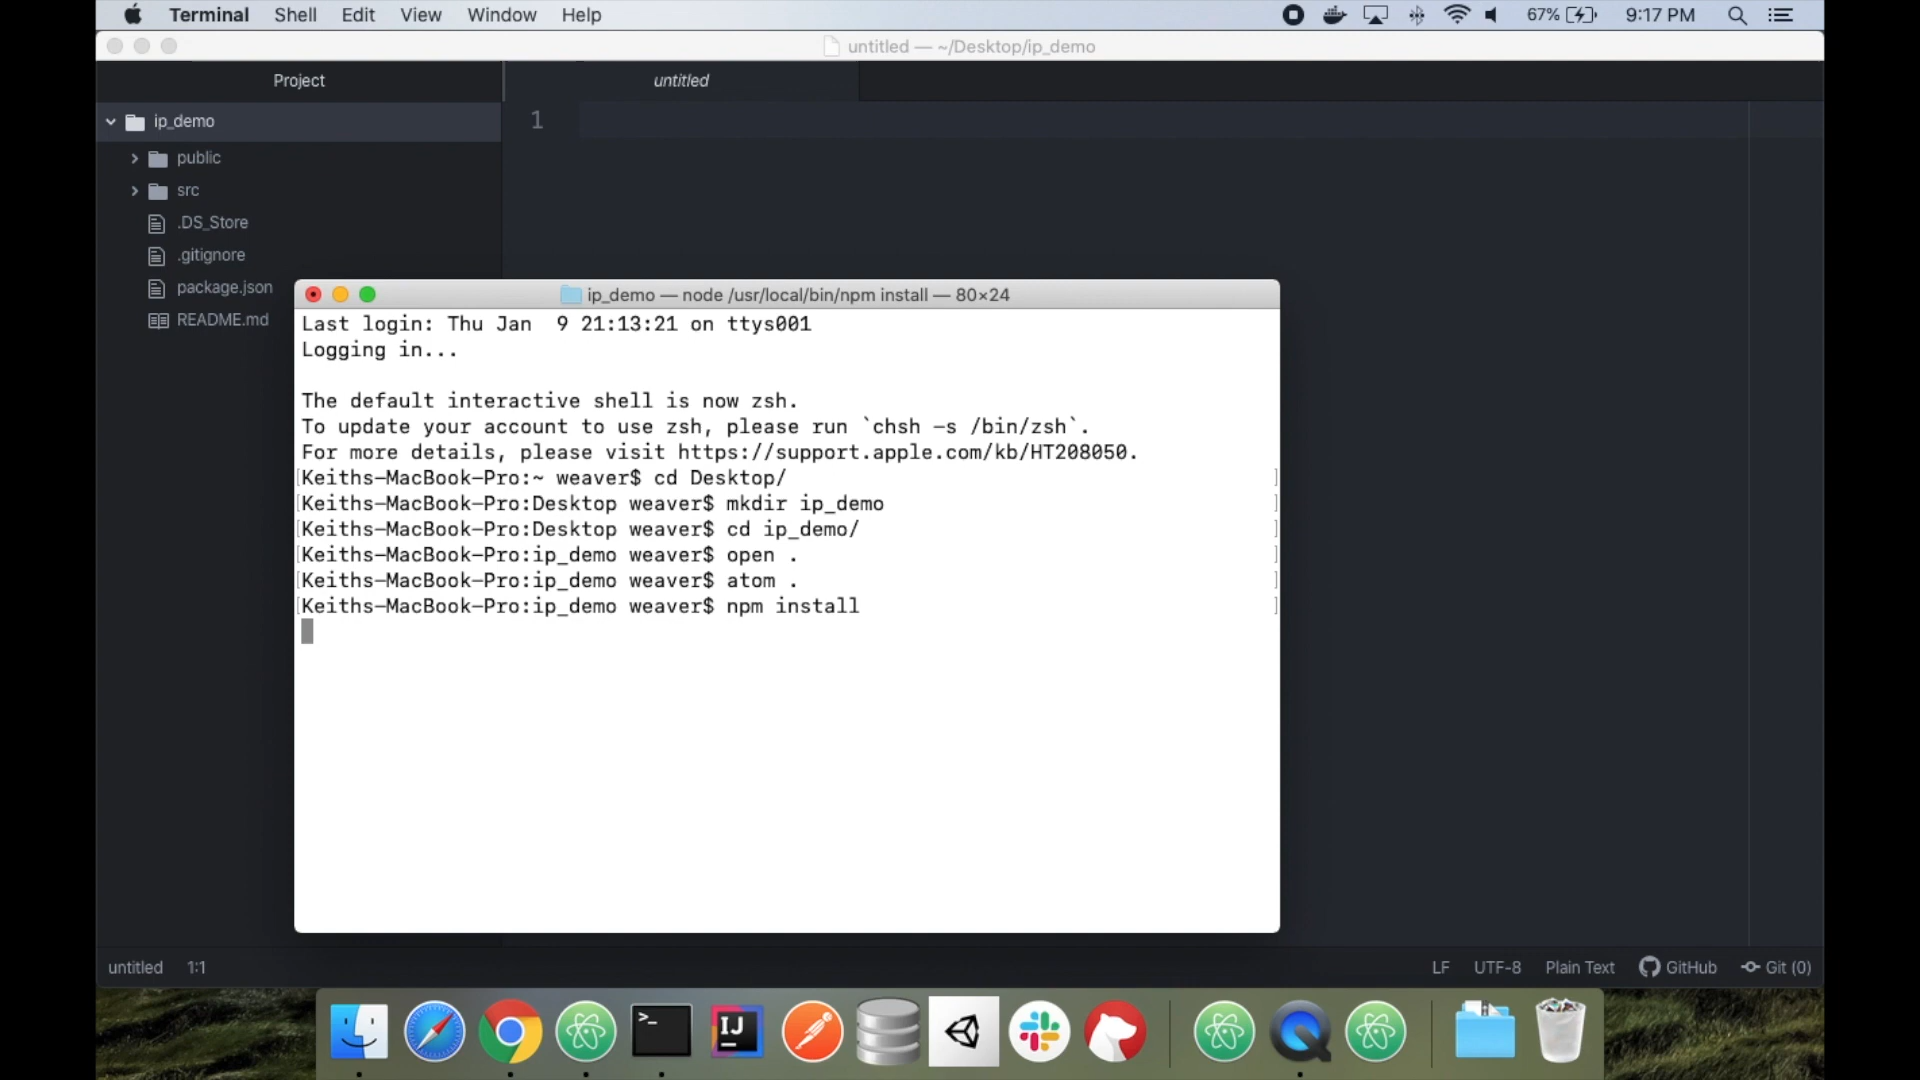 Terminal Shell Edit View Window Help 67% 9:17 PM
untitled — ~/Desktop/ip_demo
Project
untitled
ip_demo
1
public
src
.DS_Store
.gitignore
package.json
README.md
ip_demo — node /usr/local/bin/npm install — 80×24
Last login: Thu Jan  9 21:13:21 on ttys001
Logging in...
The default interactive shell is now zsh.
To update your account to use zsh, please run `chsh -s /bin/zsh`.
For more details, please visit https://support.apple.com/kb/HT208050.
[Keiths-MacBook-Pro:~ weaver$ cd Desktop/ ]
[Keiths-MacBook-Pro:Desktop weaver$ mkdir ip_demo ]
[Keiths-MacBook-Pro:Desktop weaver$ cd ip_demo/ ]
[Keiths-MacBook-Pro:ip_demo weaver$ open . ]
[Keiths-MacBook-Pro:ip_demo weaver$ atom . ]
[Keiths-MacBook-Pro:ip_demo weaver$ npm install ]
untitled 1:1 LF UTF-8 Plain Text GitHub Git (0)
>_ IJ